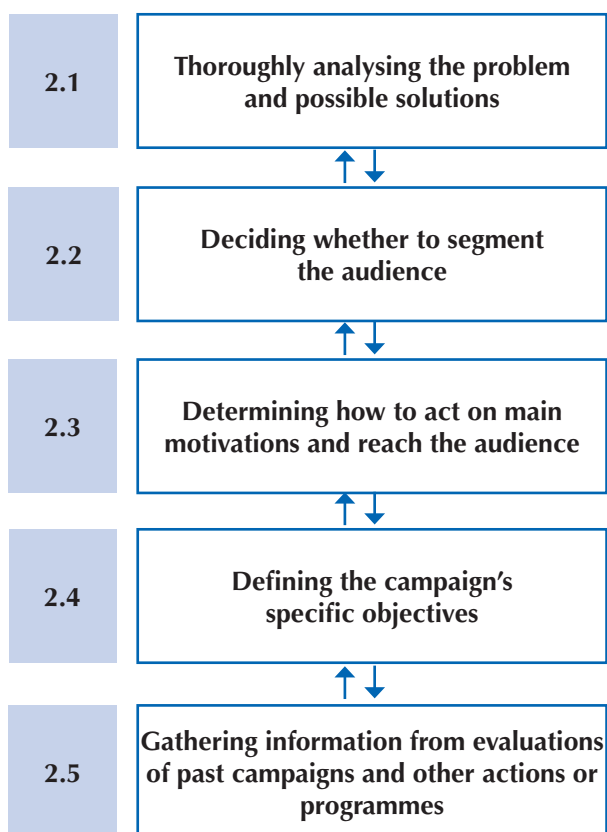 2.1
Thoroughly analysing the problem
and possible solutions
2.2
Deciding whether to segment
the audience
2.3
Determining how to act on main
motivations and reach the audience
2.4
Defining the campaign’s
specific objectives
2.5
Gathering information from evaluations
of past campaigns and other actions or
programmes